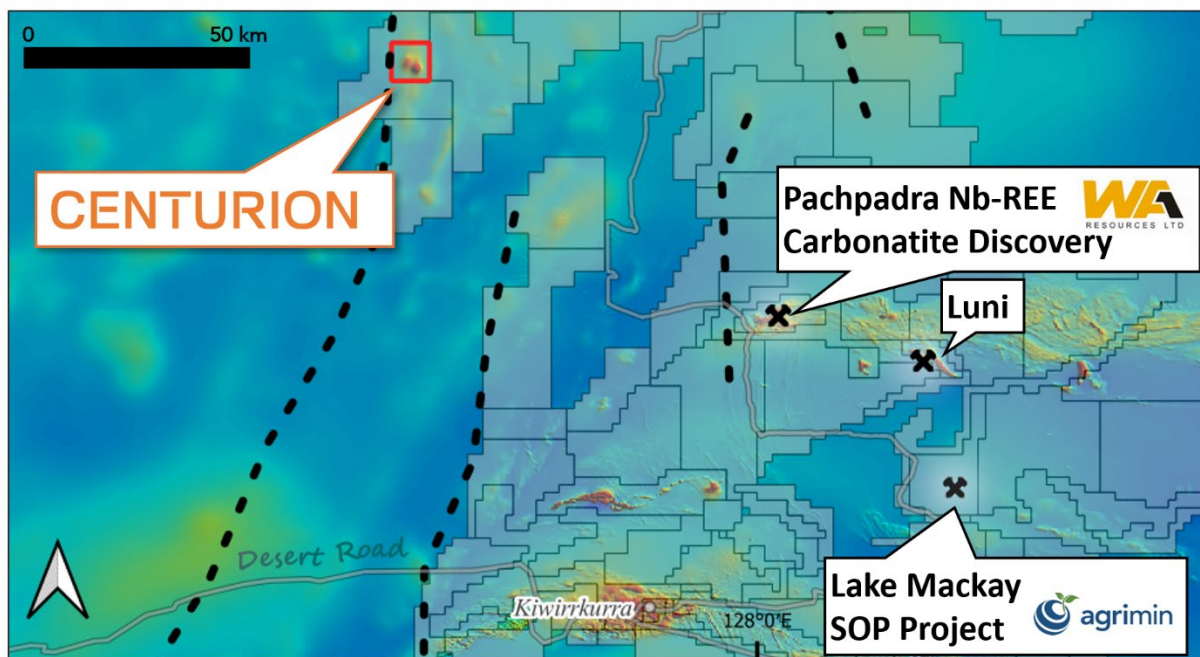 0 50 km
CENTURION
Pachpadra Nb-REE
Carbonatite Discovery
WA1
RESOURCES LTD
Luni
Desert Road
Kiwirrkurra
128°0'E
Lake Mackay
SOP Project
agrimin